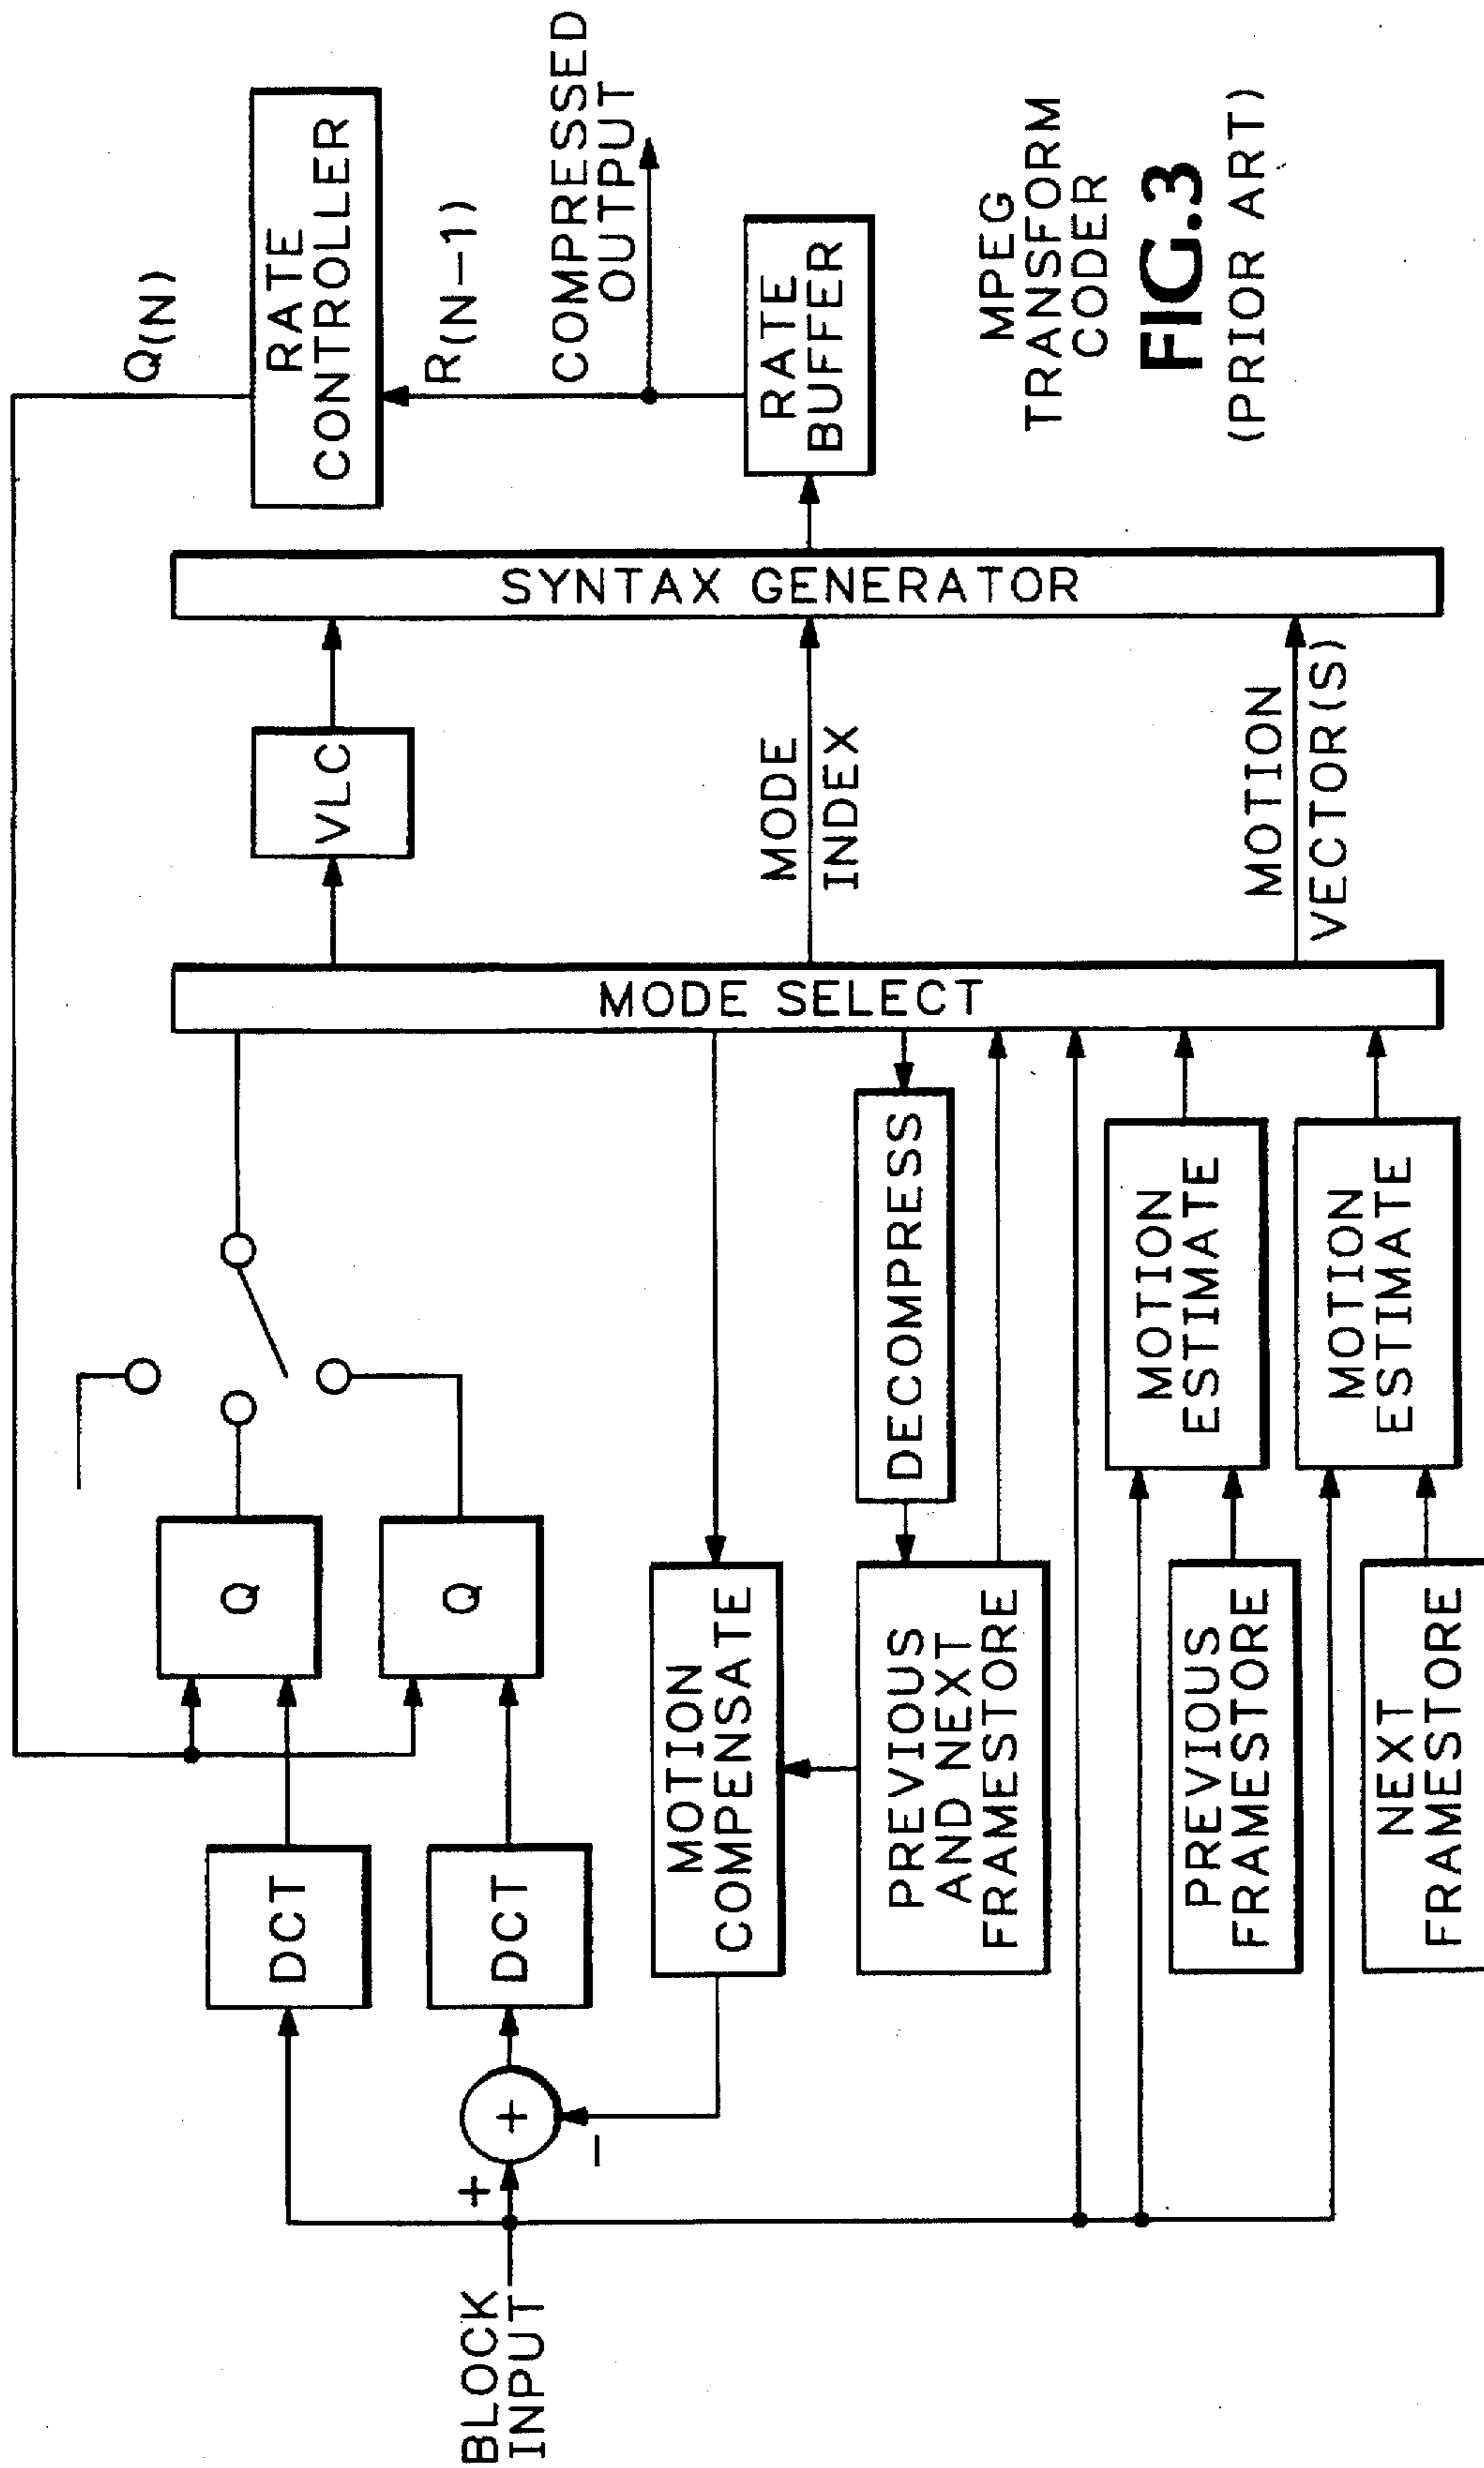 Q(N)
RATE
CONTROLLER
R(N-1)
COMPRESSED
OUTPUT
RATE
BUFFER
SYNTAX GENERATOR
VLC
MODE
INDEX
MOTION
VECTOR(S)
MODE SELECT
Q
Q
DCT
DCT
+
+
−
BLOCK
INPUT
MOTION
COMPENSATE
DECOMPRESS
PREVIOUS
AND NEXT
FRAMESTORE
MOTION
ESTIMATE
MOTION
ESTIMATE
PREVIOUS
FRAMESTORE
NEXT
FRAMESTORE
MPEG
TRANSFORM
CODER
FIG.3
(PRIOR ART)